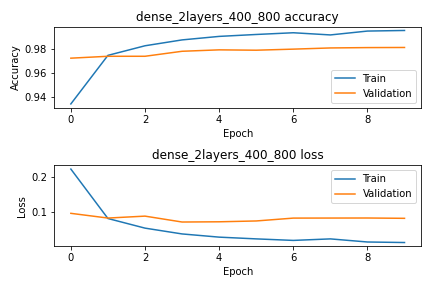 dense_2layers_400_800 accuracy
0.98
0.96
0.94
Accuracy
Train
Validation
0 2 4 6 8
Epoch
dense_2layers_400_800 loss
0.2
0.1
Loss
Train
Validation
0 2 4 6 8
Epoch